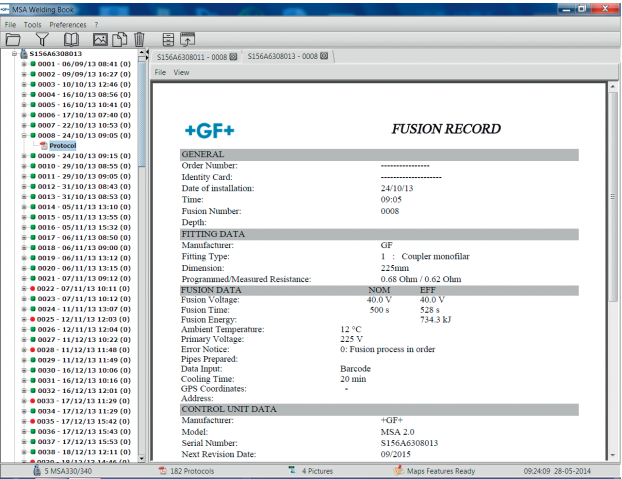 MSA Welding Book
File Tools Preferences ?
S156A6308013
0001 - 06/09/13 08:41 (0)
0002 - 09/09/13 16:27 (0)
0003 - 10/10/13 12:46 (0)
0004 - 16/10/13 08:56 (0)
0005 - 16/10/13 10:41 (0)
0006 - 17/10/13 07:40 (0)
0007 - 22/10/13 10:53 (0)
0008 - 24/10/13 09:05 (0)
Protocol
0009 - 24/10/13 09:15 (0)
0010 - 29/10/13 08:55 (0)
0011 - 29/10/13 09:05 (0)
0012 - 31/10/13 08:43 (0)
0013 - 31/10/13 08:53 (0)
0014 - 05/11/13 13:10 (0)
0015 - 05/11/13 13:55 (0)
0016 - 05/11/13 15:32 (0)
0017 - 06/11/13 08:50 (0)
0018 - 06/11/13 09:00 (0)
0019 - 06/11/13 13:12 (0)
0020 - 06/11/13 13:15 (0)
0021 - 07/11/13 09:12 (0)
0022 - 07/11/13 10:11 (0)
0023 - 07/11/13 10:12 (0)
0024 - 11/11/13 13:07 (0)
0025 - 12/11/13 12:03 (0)
0026 - 12/11/13 12:04 (0)
0027 - 11/12/13 10:22 (0)
0028 - 11/12/13 11:48 (0)
0029 - 11/12/13 11:49 (0)
0030 - 16/12/13 10:06 (0)
0031 - 16/12/13 10:16 (0)
0032 - 16/12/13 12:01 (0)
0033 - 17/12/13 11:29 (0)
0034 - 17/12/13 11:29 (0)
0035 - 17/12/13 15:42 (0)
0036 - 17/12/13 15:43 (0)
0037 - 17/12/13 15:53 (0)
0038 - 18/12/13 12:11 (0)
0039 - 18/12/13 14:46 (0)
S156A6308011 - 0008 S156A6308013 - 0008
File View
+GF+ FUSION RECORD
GENERAL
Order Number: ----------------
Identity Card: --------------------
Date of installation: 24/10/13
Time: 09:05
Fusion Number: 0008
Depth:
FITTING DATA
Manufacturer: GF
Fitting Type: 1 : Coupler monofilar
Dimension: 225mm
Programmed/Measured Resistance: 0.68 Ohm / 0.62 Ohm
FUSION DATA NOM EFF
Fusion Voltage: 40.0 V 40.0 V
Fusion Time: 500 s 528 s
Fusion Energy: 734.3 kJ
Ambient Temperature: 12 °C
Primary Voltage: 225 V
Error Notice: 0: Fusion process in order
Pipes Prepared:
Data Input: Barcode
Cooling Time: 20 min
GPS Coordinates: -
Address:
CONTROL UNIT DATA
Manufacturer: +GF+
Model: MSA 2.0
Serial Number: S156A6308013
Next Revision Date: 09/2015
5 MSA330/340 182 Protocols 4 Pictures Maps Features Ready 09:24:09 28-05-2014